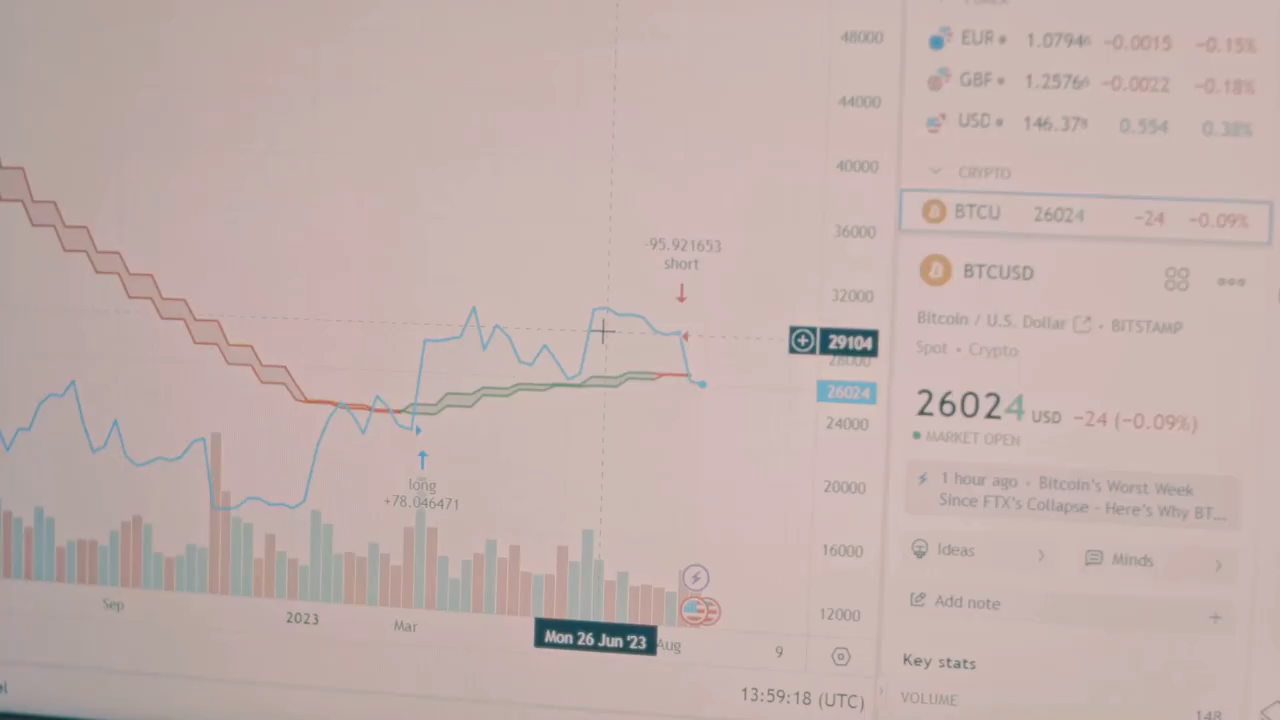 48000
44000
40000
36000
32000
29104
28000
26024
24000
20000
16000
12000
-95.921653
short
long
+78.046471
Sep
2023
Mar
Mon 26 Jun '23
Aug
9
13:59:18 (UTC)
EUR 1.0794 -0.0015 -0.15%
GBP 1.2576 -0.0022 -0.18%
USD 146.37 0.554 0.38%
CRYPTO
BTCU 26024 -24 -0.09%
BTCUSD
Bitcoin / U.S. Dollar • BITSTAMP
Spot • Crypto
26024 USD -24 (-0.09%)
MARKET OPEN
1 hour ago • Bitcoin's Worst Week
Since FTX's Collapse - Here's Why BT...
Ideas
Minds
Add note
Key stats
VOLUME